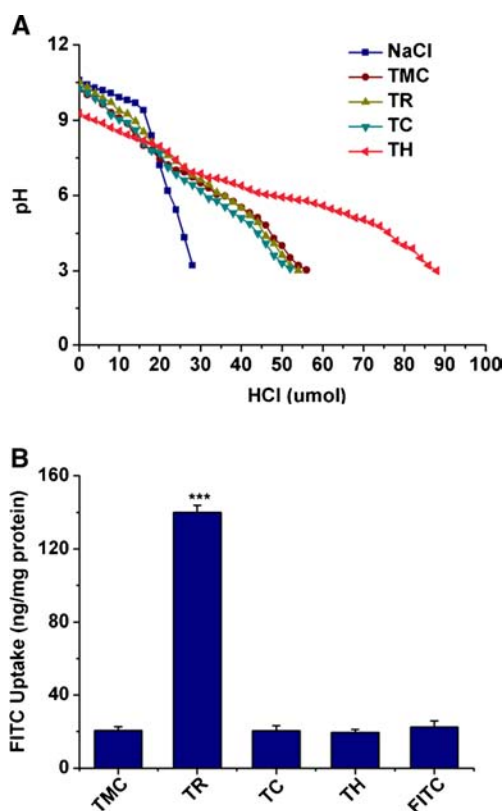 A
12
9
6
3
0
pH
NaCl
TMC
TR
TC
TH
0 10 20 30 40 50 60 70 80 90 100
HCl (umol)
B
160
120
80
40
0
FITC Uptake (ng/mg protein)
***
TMC TR TC TH FITC